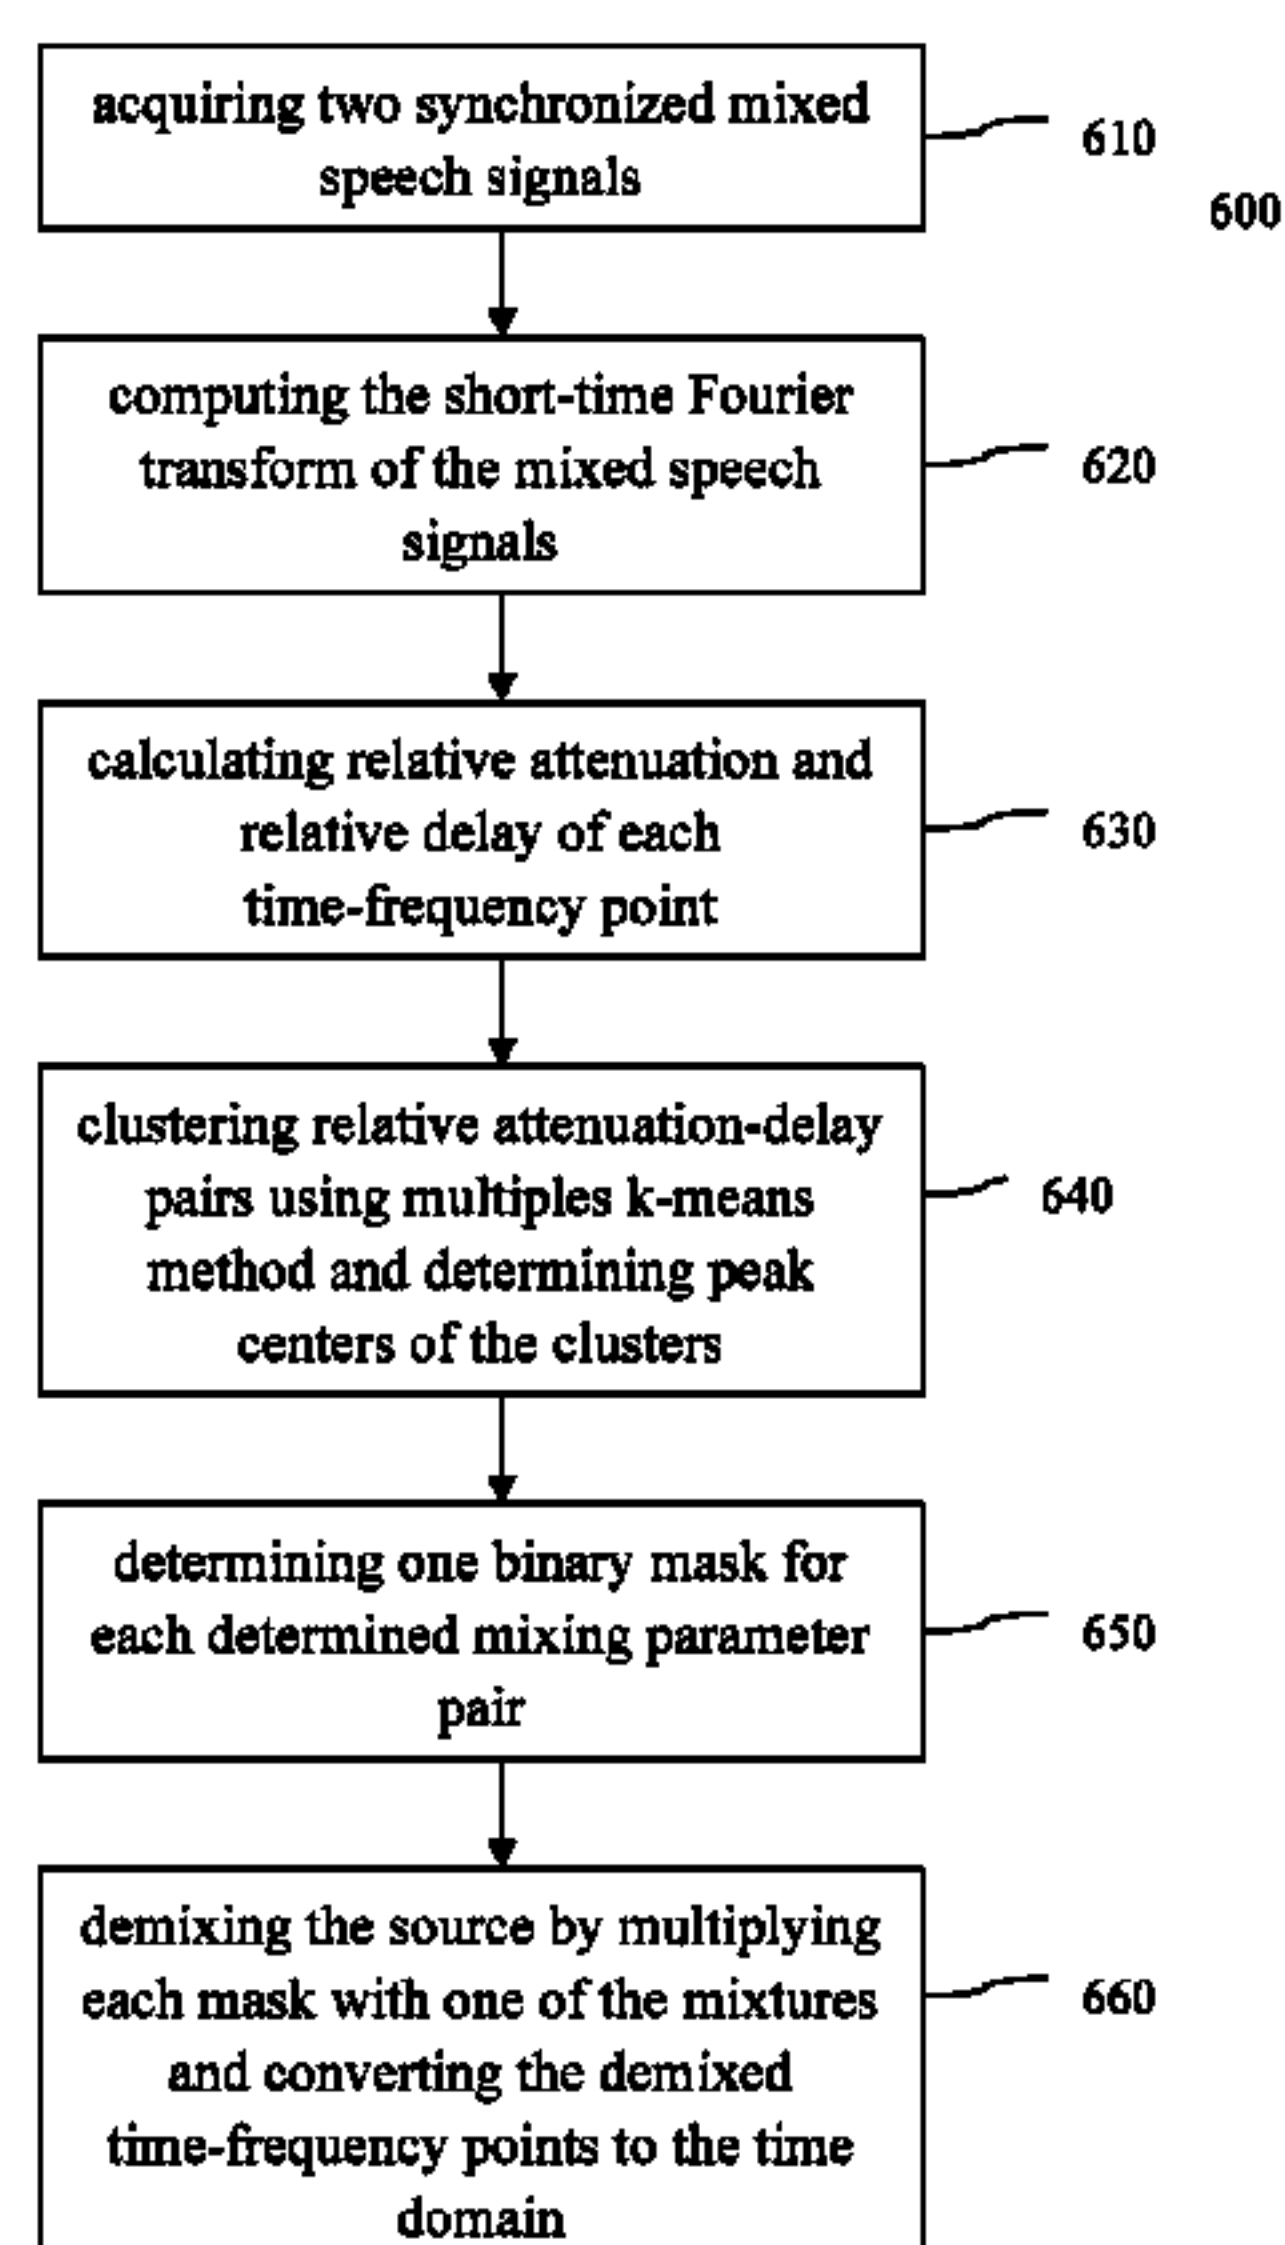 acquiring two synchronized mixed
speech signals
610
600
computing the short-time Fourier
transform of the mixed speech
signals
620
calculating relative attenuation and
relative delay of each
time-frequency point
630
clustering relative attenuation-delay
pairs using multiples k-means
method and determining peak
centers of the clusters
640
determining one binary mask for
each determined mixing parameter
pair
650
demixing the source by multiplying
each mask with one of the mixtures
and converting the demixed
time-frequency points to the time
domain
660